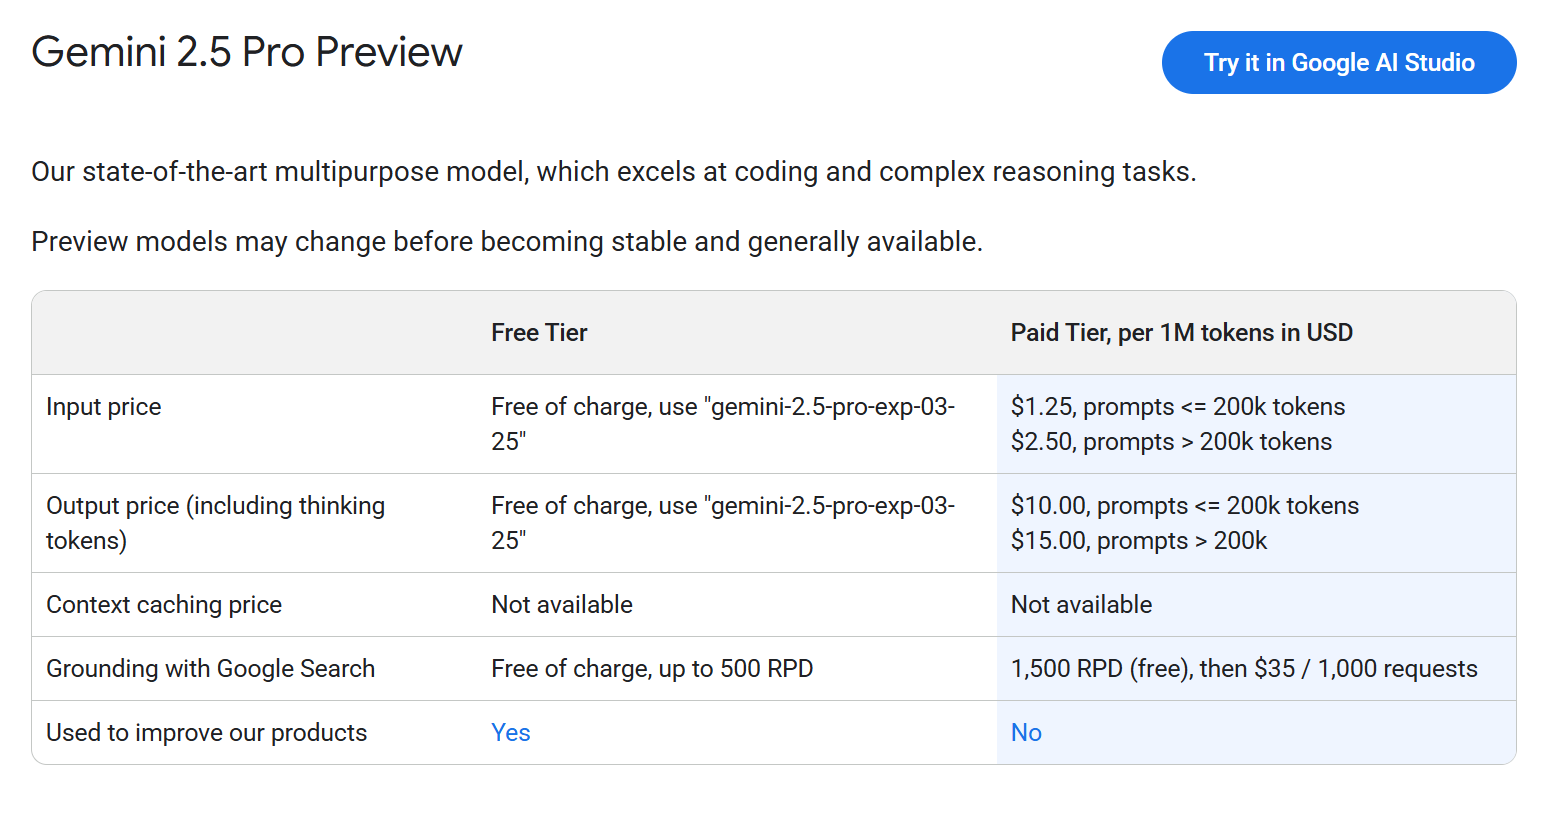 Gemini 2.5 Pro Preview
Try it in Google AI Studio
Our state-of-the-art multipurpose model, which excels at coding and complex reasoning tasks.
Preview models may change before becoming stable and generally available.
Free Tier
Paid Tier, per 1M tokens in USD
Input price
Free of charge, use "gemini-2.5-pro-exp-03-
25"
$1.25, prompts <= 200k tokens
$2.50, prompts > 200k tokens
Output price (including thinking
tokens)
Free of charge, use "gemini-2.5-pro-exp-03-
25"
$10.00, prompts <= 200k tokens
$15.00, prompts > 200k
Context caching price
Not available
Not available
Grounding with Google Search
Free of charge, up to 500 RPD
1,500 RPD (free), then $35 / 1,000 requests
Used to improve our products
Yes
No